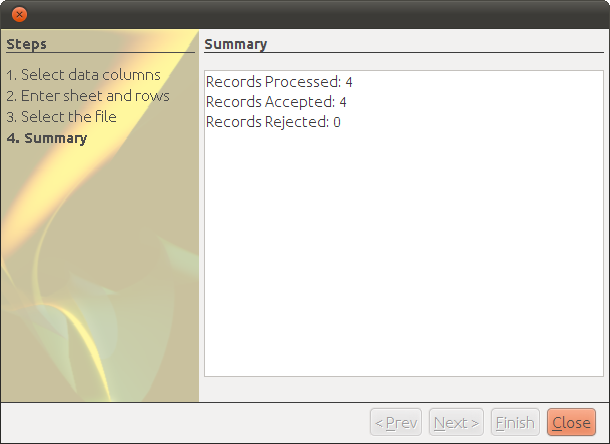 Steps
1. Select data columns
2. Enter sheet and rows
3. Select the file
4. Summary
Summary
Records Processed: 4
Records Accepted: 4
Records Rejected: 0
< Prev
Next >
Finish
Close